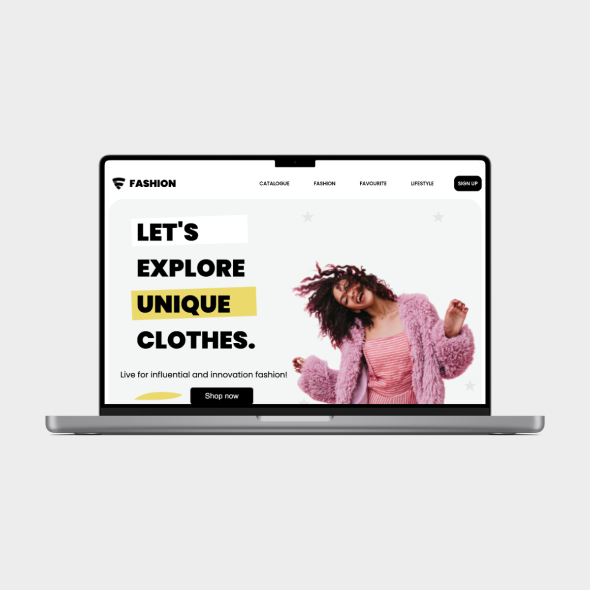 FASHION
CATALOGUE FASHION FAVOURITE LIFESTYLE SIGN UP
LET'S
EXPLORE
UNIQUE
CLOTHES.
Live for influential and innovation fashion!
Shop now